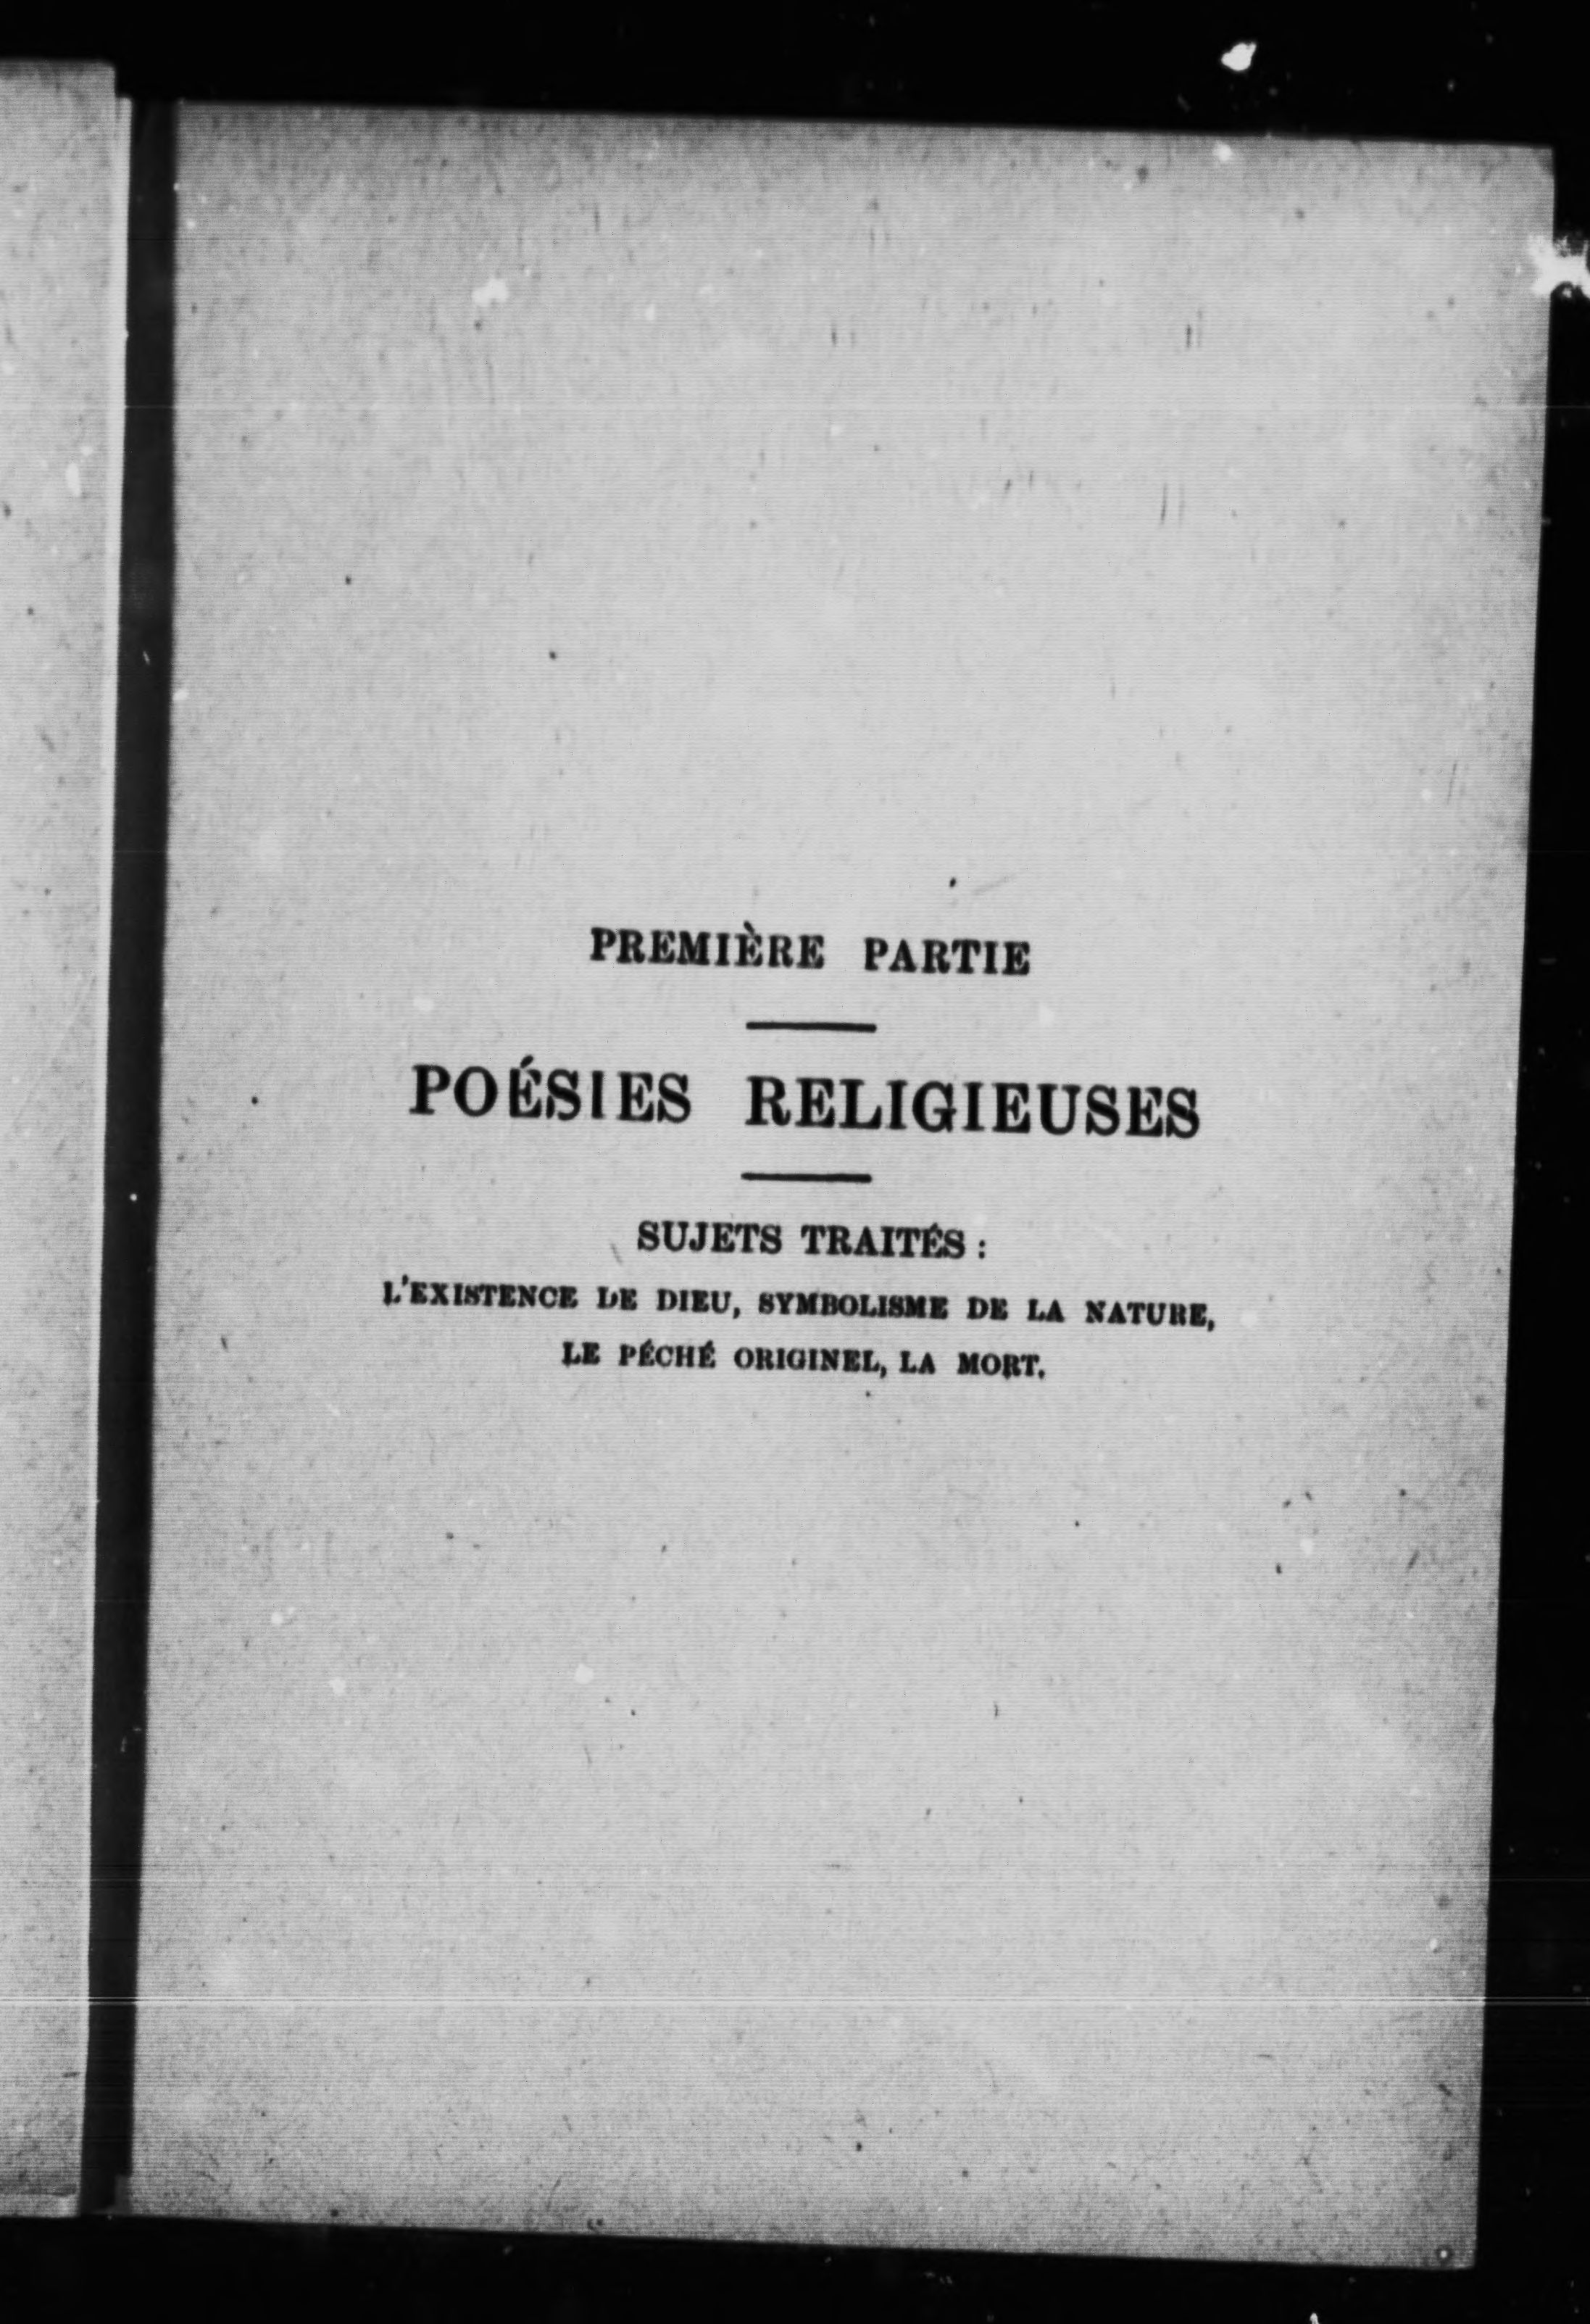 PREMIÈRE PARTIE
POÉSIES RELIGIEUSES
SUJETS TRAITÉS :
L'EXISTENCE DE DIEU, SYMBOLISME DE LA NATURE,
LE PÉCHÉ ORIGINEL, LA MORT.